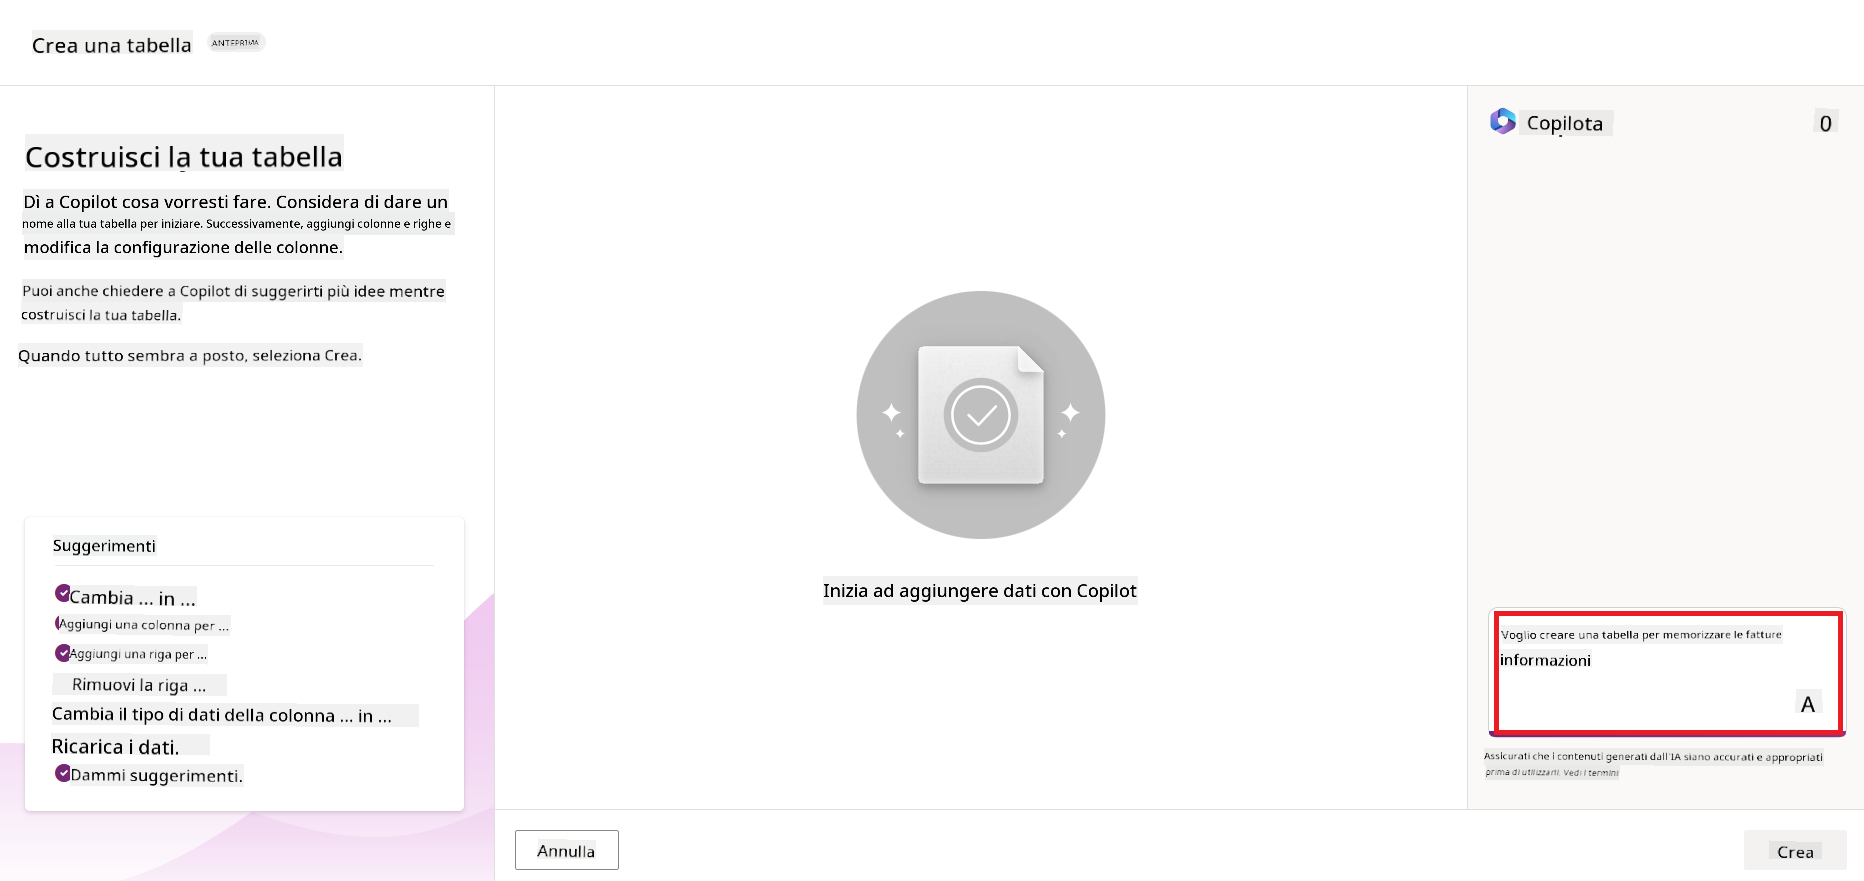 Crea una tabella ANTEPRIMA
Costruisci la tua tabella
Dì a Copilot cosa vorresti fare. Considera di dare un
nome alla tua tabella per iniziare. Successivamente, aggiungi colonne e righe e
modifica la configurazione delle colonne.
Puoi anche chiedere a Copilot di suggerirti più idee mentre
costruisci la tua tabella.
Quando tutto sembra a posto, seleziona Crea.
Suggerimenti
Cambia ... in ...
Aggiungi una colonna per ...
Aggiungi una riga per ...
Rimuovi la riga ...
Cambia il tipo di dati della colonna ... in ...
Ricarica i dati.
Dammi suggerimenti.
Inizia ad aggiungere dati con Copilot
Annulla
Copilota 0
Voglio creare una tabella per memorizzare le fatture
informazioni
A
Assicurati che i contenuti generati dall'IA siano accurati e appropriati
prima di utilizzarli. Vedi i termini
Crea